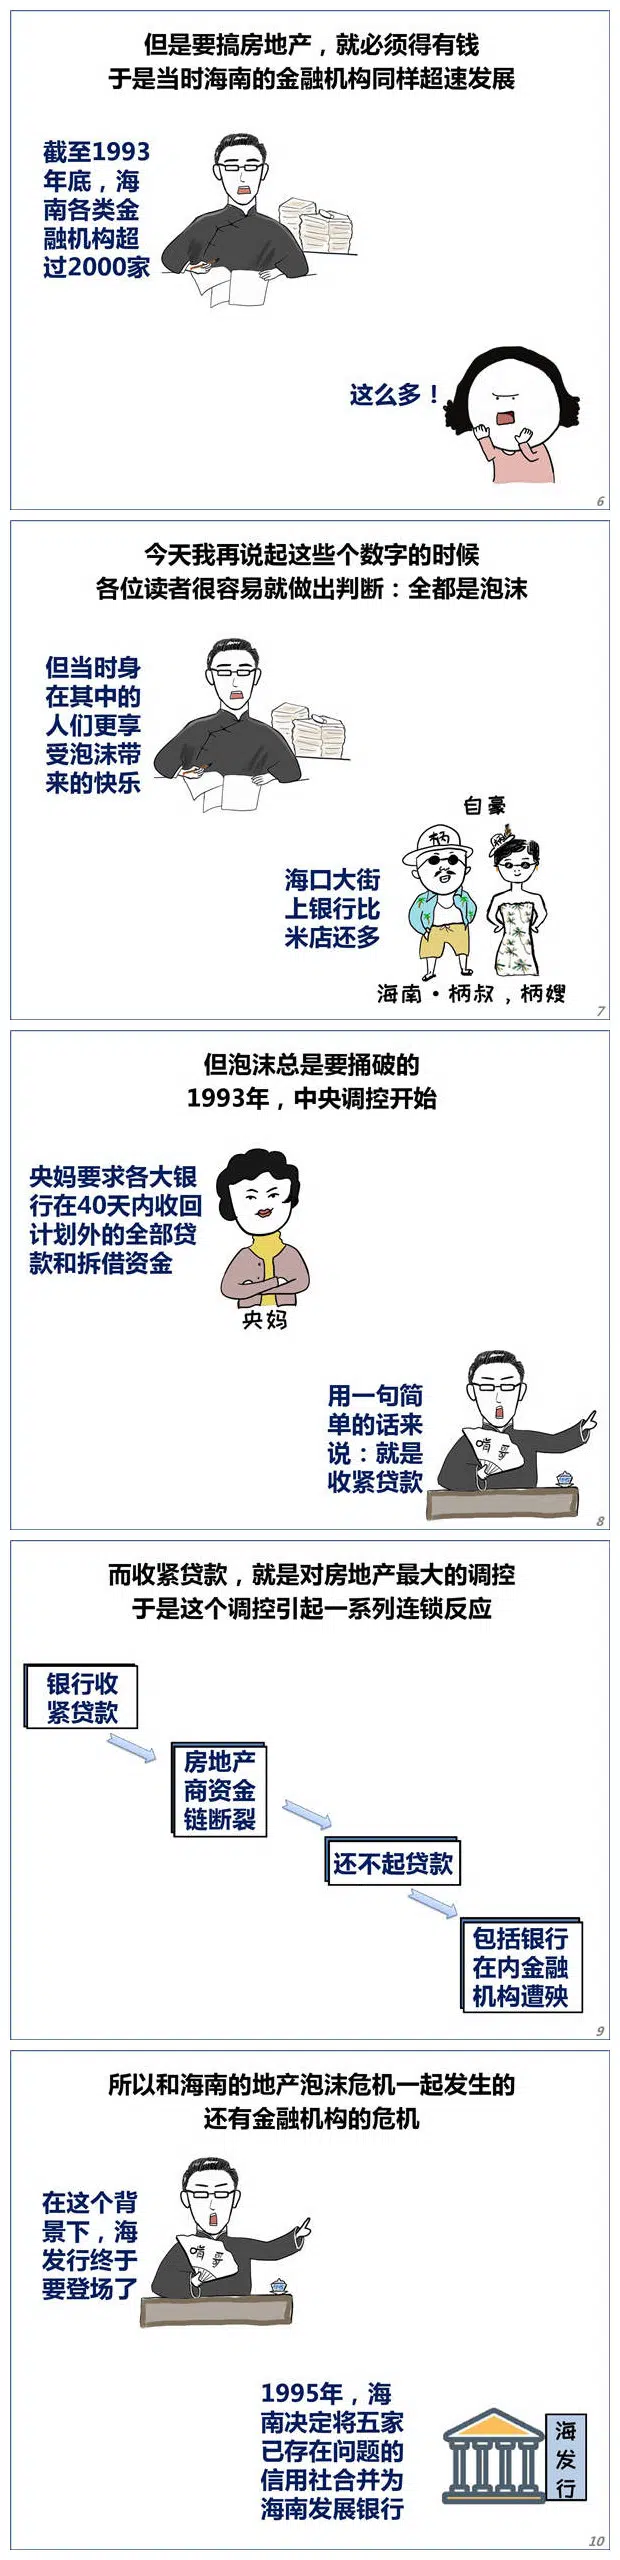 但是要搞房地产，就必须得有钱
于是当时海南的金融机构同样超速发展
截至1993
年底，海
南各类金
融机构超
过2000家
这么多！
6
今天我再说起这些个数字的时候
各位读者很容易就做出判断：全都是泡沫
但当时身
在其中的
人们更享
受泡沫带
来的快乐
自豪
柄
海口大街
上银行比
米店还多
海南·柄叔，柄嫂
7
但泡沫总是要捅破的
1993年，中央调控开始
央妈要求各大银
行在40天内收回
计划外的全部贷
款和拆借资金
央妈
用一句简
单的话来
说：就是
收紧贷款
啃哥
8
而收紧贷款，就是对房地产最大的调控
于是这个调控引起一系列连锁反应
银行收
紧贷款
房地产
商资金
链断裂
还不起贷款
包括银行
在内金融
机构遭殃
9
所以和海南的地产泡沫危机一起发生的
还有金融机构的危机
在这个背
景下，海
发行终于
要登场了
啃哥
1995年，海
南决定将五家
已存在问题的
信用社合并为
海南发展银行
海
发
行
10